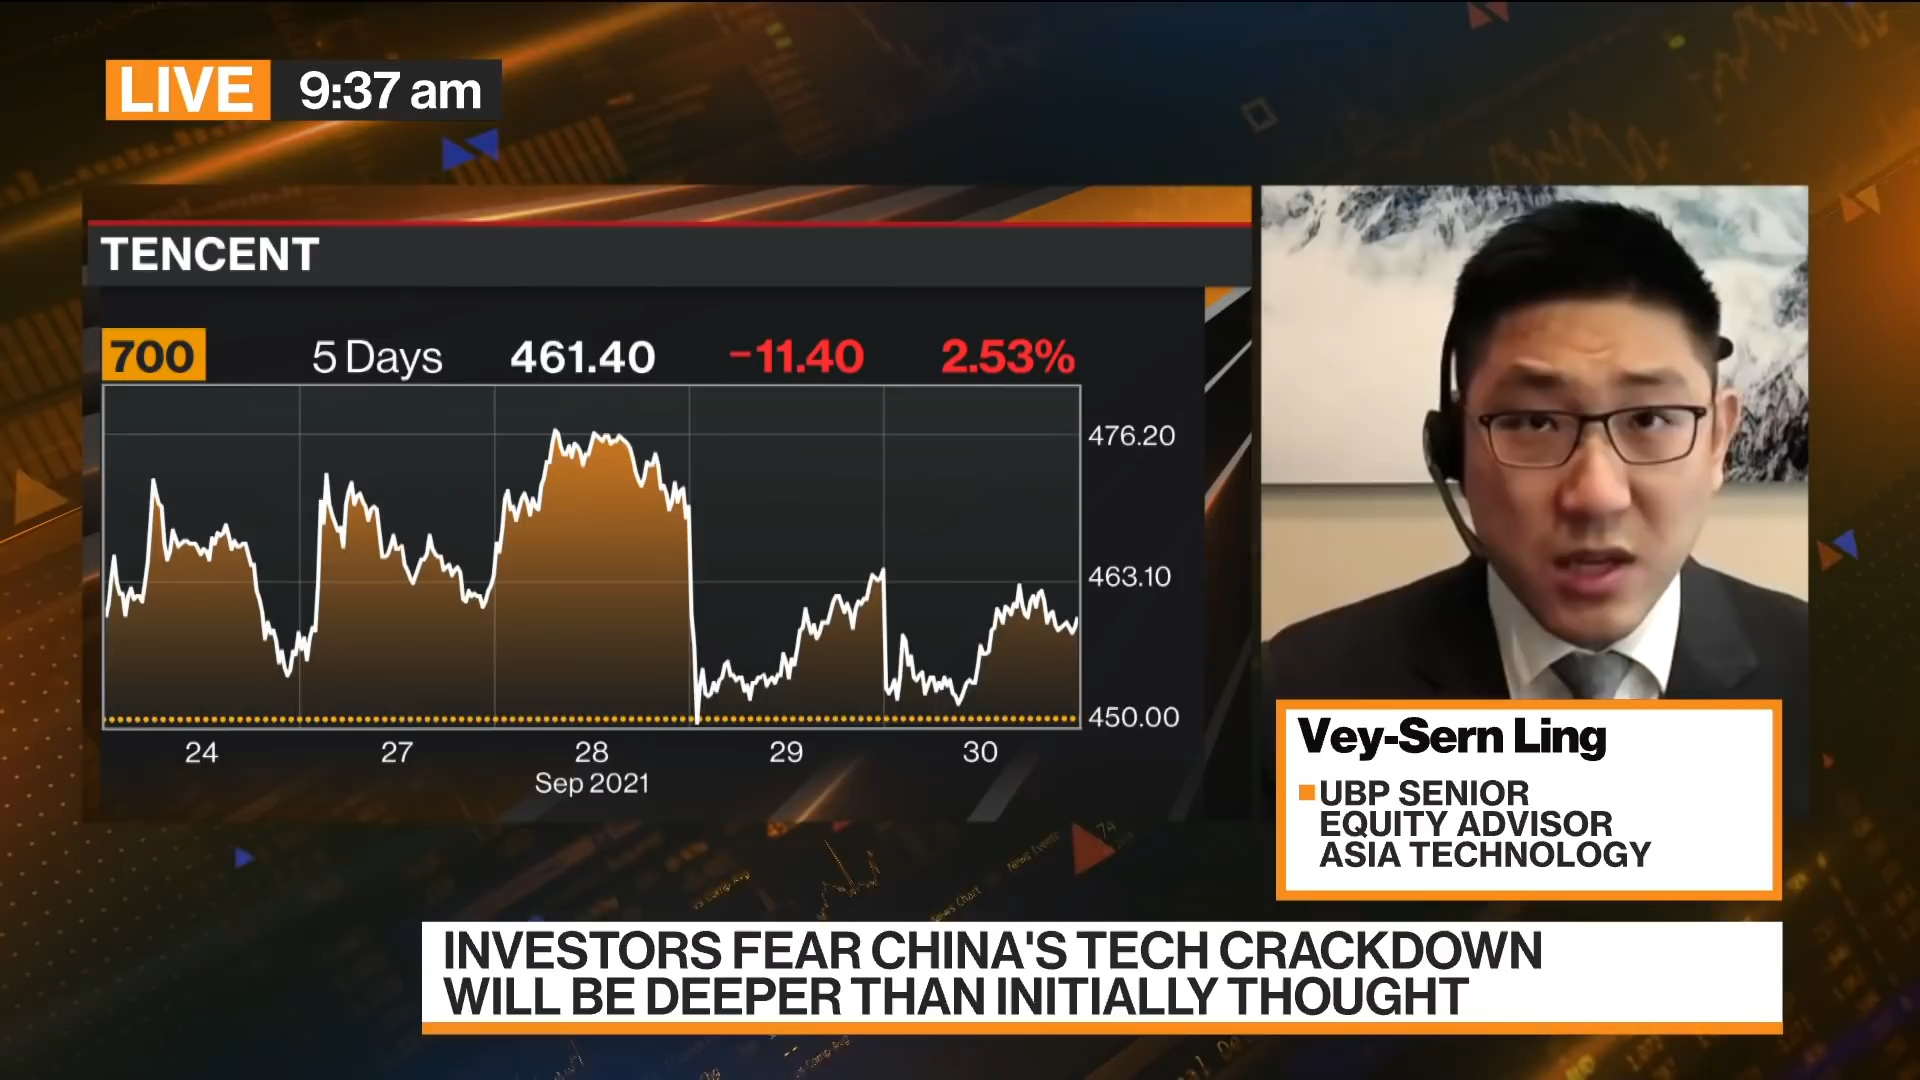 LIVE 9:37 am
TENCENT
700 5 Days 461.40 -11.40 2.53%
476.20
463.10
450.00
24 27 28 29 30
Sep 2021
Vey-Sern Ling
UBP SENIOR
EQUITY ADVISOR
ASIA TECHNOLOGY
INVESTORS FEAR CHINA'S TECH CRACKDOWN
WILL BE DEEPER THAN INITIALLY THOUGHT